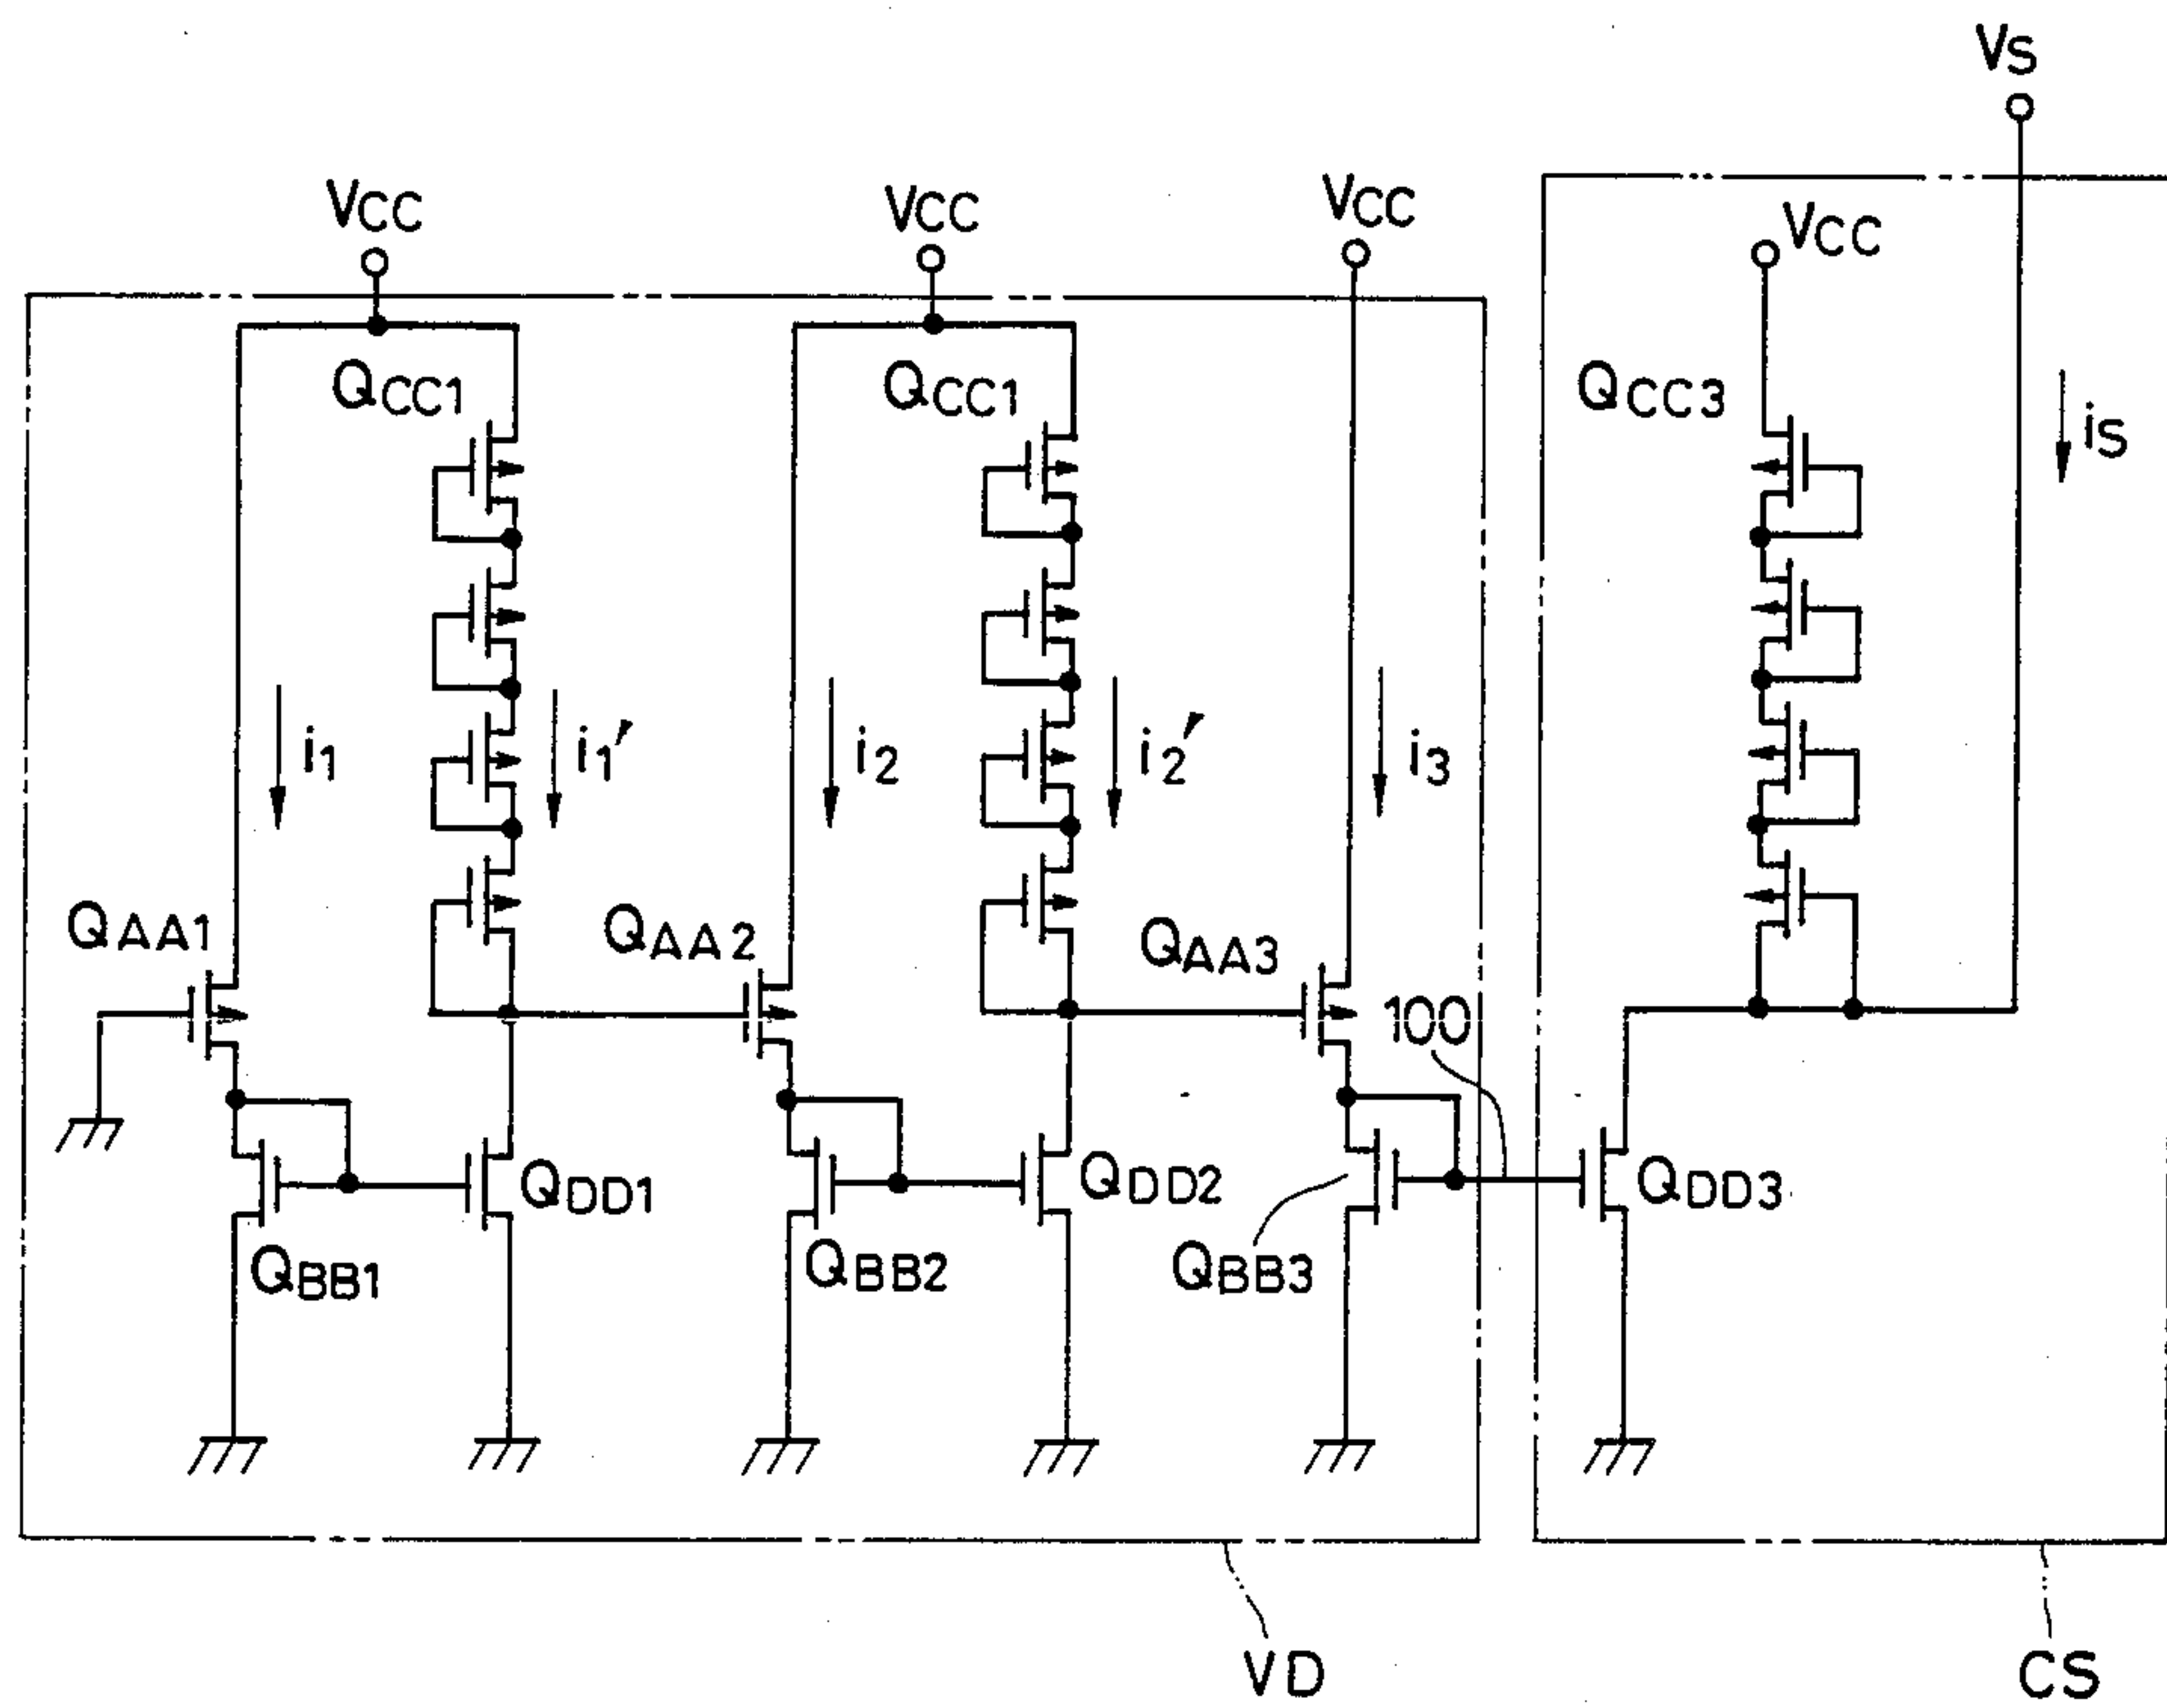 VS
VCC
VCC
VCC
VCC
QCC1
QCC1
QCC3
iS
i1
i1′
i2
i2′
i3
QAA1
QAA2
QAA3
100
QDD1
QDD2
QDD3
QBB1
QBB2
QBB3
VD
CS